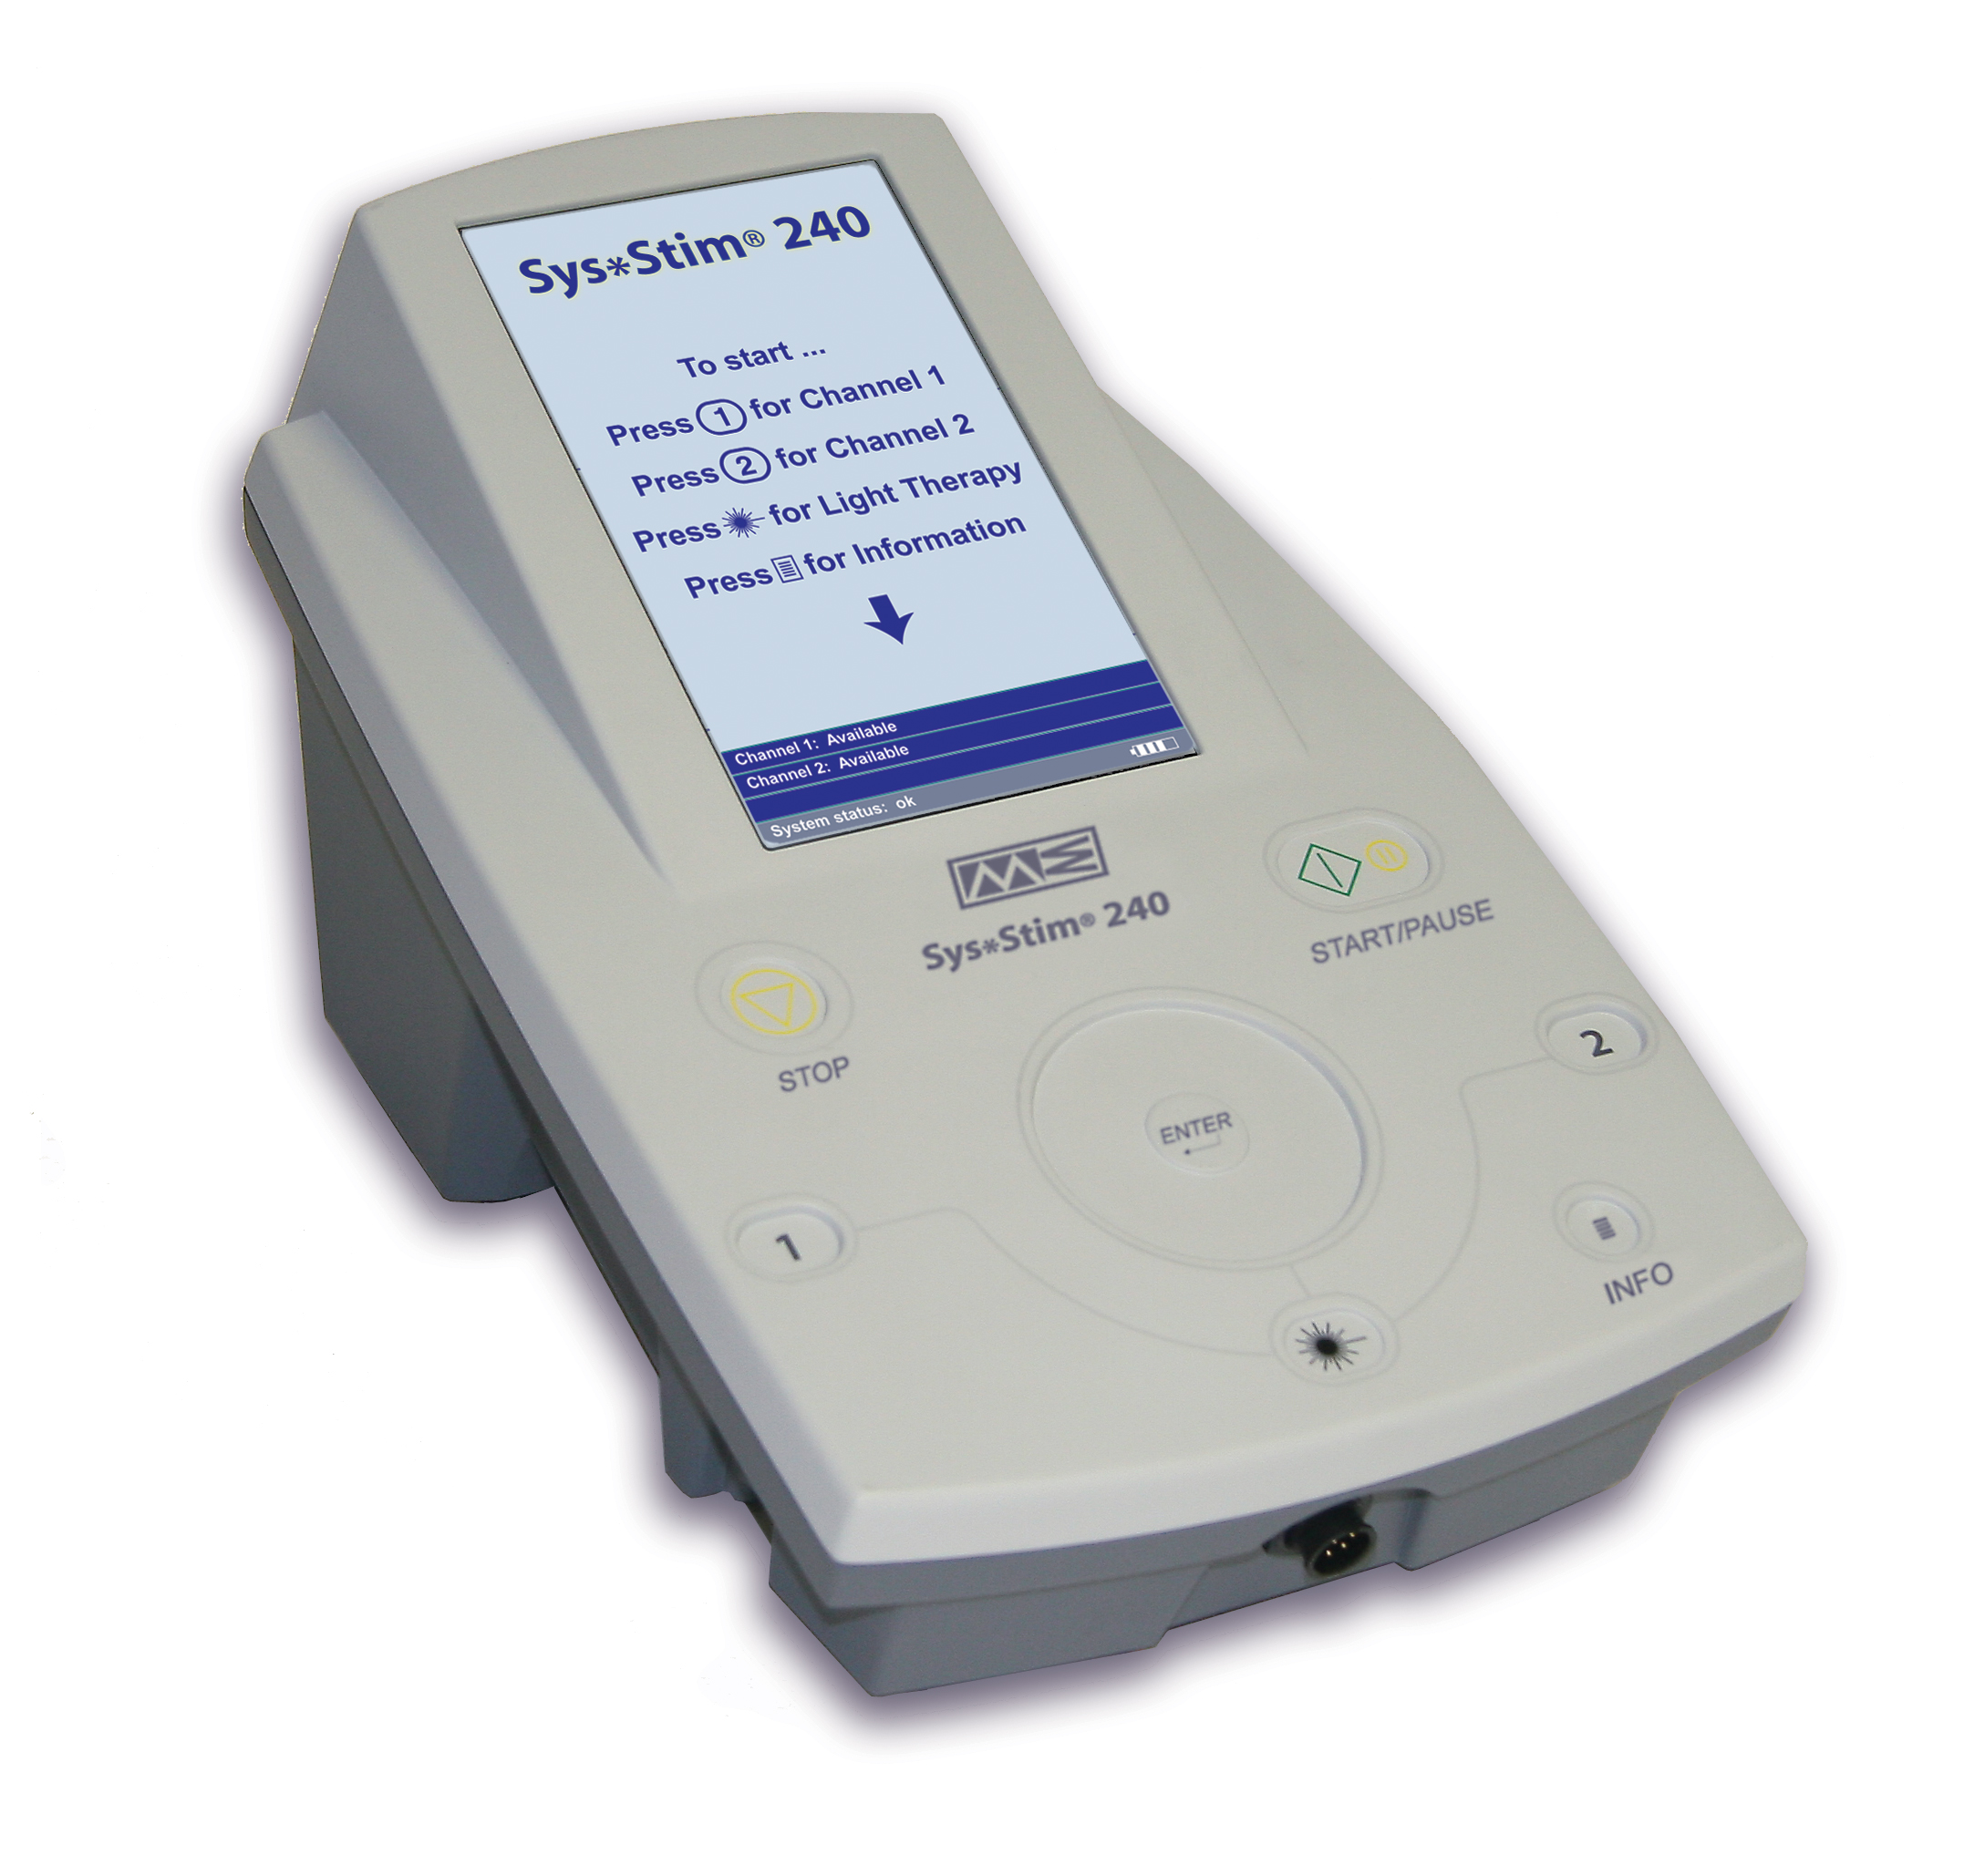 Sys*Stim® 240
To start ...
Press 1 for Channel 1
Press 2 for Channel 2
Press for Light Therapy
Press for Information
Channel 1: Available
Channel 2: Available
System status: ok
Sys*Stim® 240
START/PAUSE
STOP
2
ENTER
1
INFO